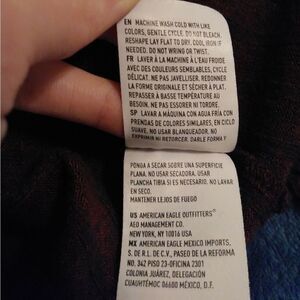 EN MACHINE WASH COLD WITH LIKE
COLORS, GENTLE CYCLE. DO NOT BLEACH.
RESHAPE LAY FLAT TO DRY. COOL IRON IF
NEEDED. DO NOT WRING OR TWIST.
FR LAVER À LA MACHINE À L'EAU FROIDE
AVEC DES COULEURS SEMBLABLES, CYCLE
DÉLICAT. NE PAS JAVELLISER. REDONNER
LA FORME ORIGINALE ET SÉCHER À PLAT,
REPASSER À BASSE TEMPÉRATURE AU
BESOIN. NE PAS ESSORER NI TORDRE.
SP LAVAR A MÁQUINA CON AGUA FRÍA CON
PRENDAS DE COLORES SIMILARES, EN CICLO
SUAVE. NO USAR BLANQUEADOR. NO
EXPRIMIR NI RETORCER. DARLE FORMA Y
PONGA A SECAR SOBRE UNA SUPERFICIE
PLANA. NO USAR SECADORA. USAR
PLANCHA TIBIA SI ES NECESARIO. NO LAVAR
EN SECO.
MANTENER LEJOS DE FUEGO
US AMERICAN EAGLE OUTFITTERS®
AEO MANAGEMENT CO.
NEW YORK, NY 10016 USA
MX AMERICAN EAGLE MEXICO IMPORTS,
S. DE R.L. DE C.V., PASEO DE LA REFORMA
NO. 342 PISO 23-OFICINA 2301
COLONIA JUÁREZ, DELEGACIÓN
CUAUHTÉMOC 06600 MÉXICO, D.F.